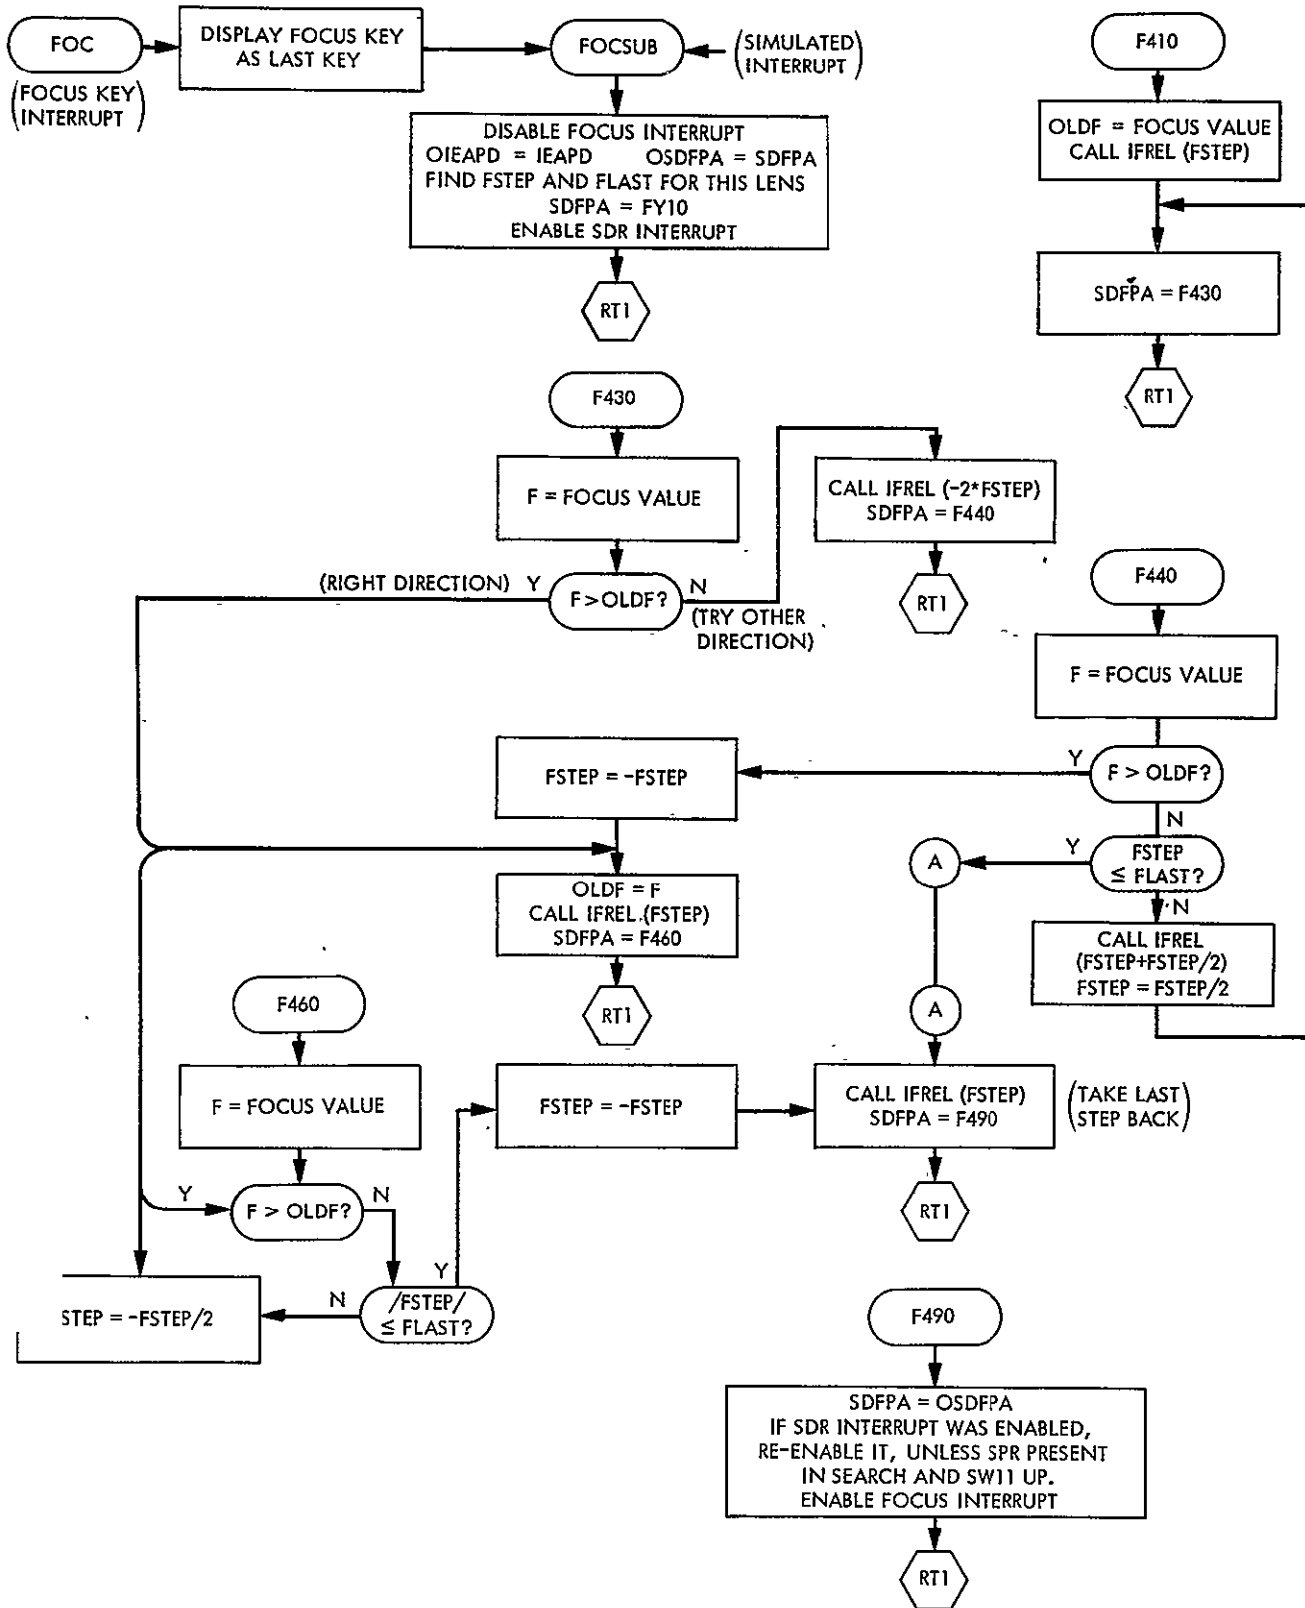 FOC
(FOCUS KEY)
INTERRUPT
DISPLAY FOCUS KEY
AS LAST KEY
FOCSUB
(SIMULATED)
INTERRUPT
DISABLE FOCUS INTERRUPT
OIEAPD = IEAPD OSDFPA = SDFPA
FIND FSTEP AND FLAST FOR THIS LENS
SDFPA = FY10
ENABLE SDR INTERRUPT
RT1
F410
OLDF = FOCUS VALUE
CALL IFREL (FSTEP)
SDFPA = F430
RT1
F430
F = FOCUS VALUE
(RIGHT DIRECTION) Y
F > OLDF?
N
(TRY OTHER
DIRECTION)
CALL IFREL (-2*FSTEP)
SDFPA = F440
RT1
F440
F = FOCUS VALUE
Y
F > OLDF?
N
FSTEP = -FSTEP
Y
FSTEP
≤ FLAST?
N
A
CALL IFREL
(FSTEP+FSTEP/2)
FSTEP = FSTEP/2
OLDF = F
CALL IFREL.(FSTEP)
SDFPA = F460
RT1
A
F460
F = FOCUS VALUE
Y
F > OLDF?
N
FSTEP = -FSTEP
CALL IFREL (FSTEP)
SDFPA = F490
(TAKE LAST
STEP BACK)
RT1
Y
/FSTEP/
≤ FLAST?
N
STEP = -FSTEP/2
F490
SDFPA = OSDFPA
IF SDR INTERRUPT WAS ENABLED,
RE-ENABLE IT, UNLESS SPR PRESENT
IN SEARCH AND SW11 UP.
ENABLE FOCUS INTERRUPT
RT1